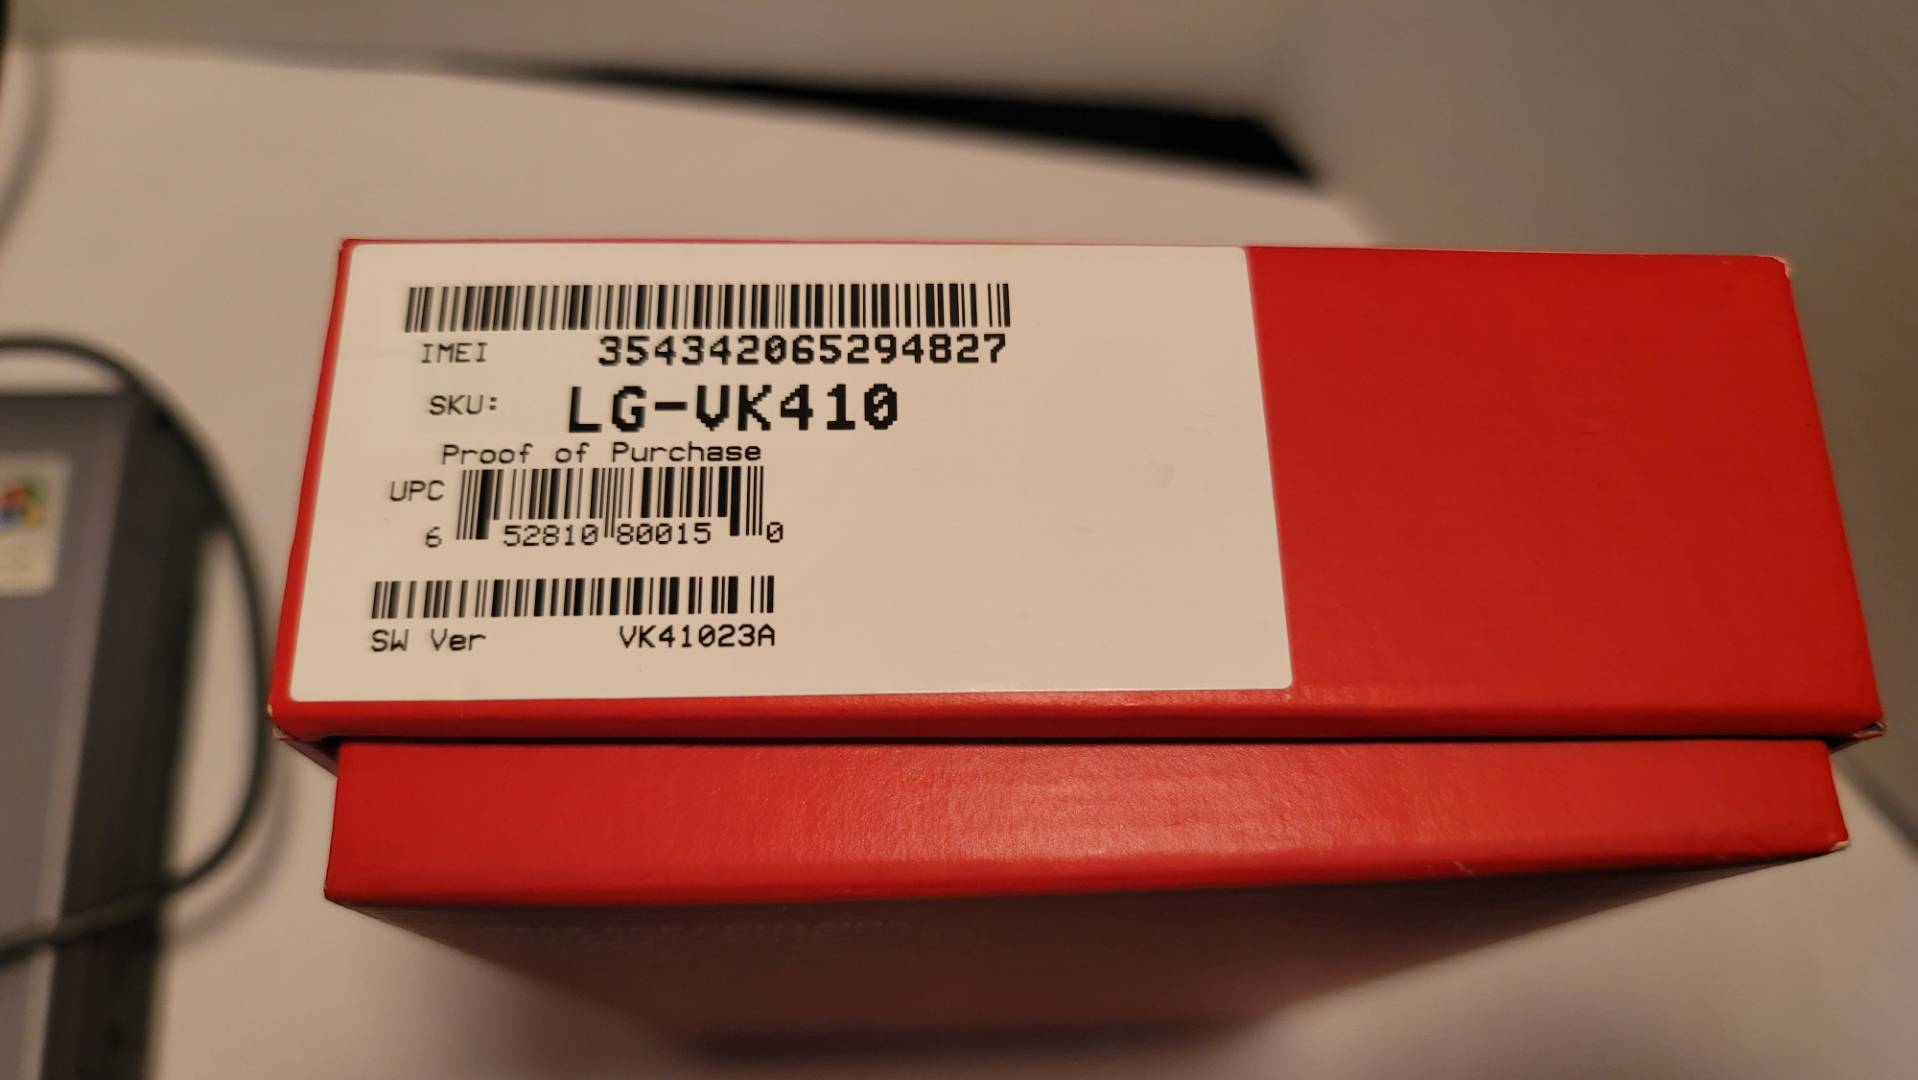 IMEI 354342065294827
SKU: LG-VK410
Proof of Purchase
UPC
6 52810 80015 0
SW Ver VK41023A